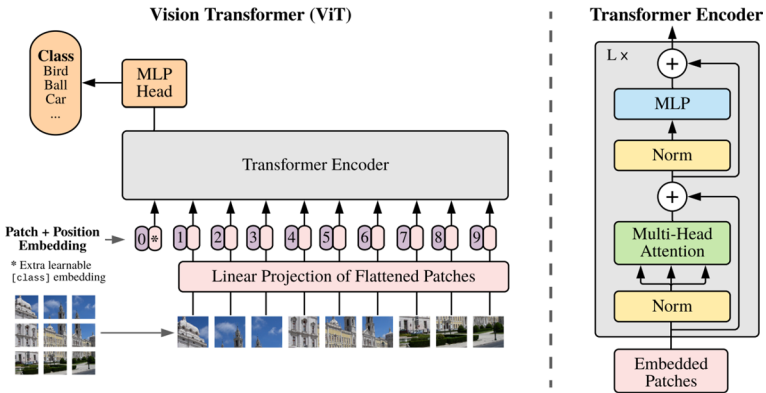 Vision Transformer (ViT)
Class
Bird
Ball
Car
...
MLP
Head
Transformer Encoder
Patch + Position
Embedding
0 *
1
2
3
4
5
6
7
8
9
* Extra learnable
[class] embedding
Linear Projection of Flattened Patches
Transformer Encoder
L ×
+
MLP
Norm
+
Multi-Head
Attention
Norm
Embedded
Patches